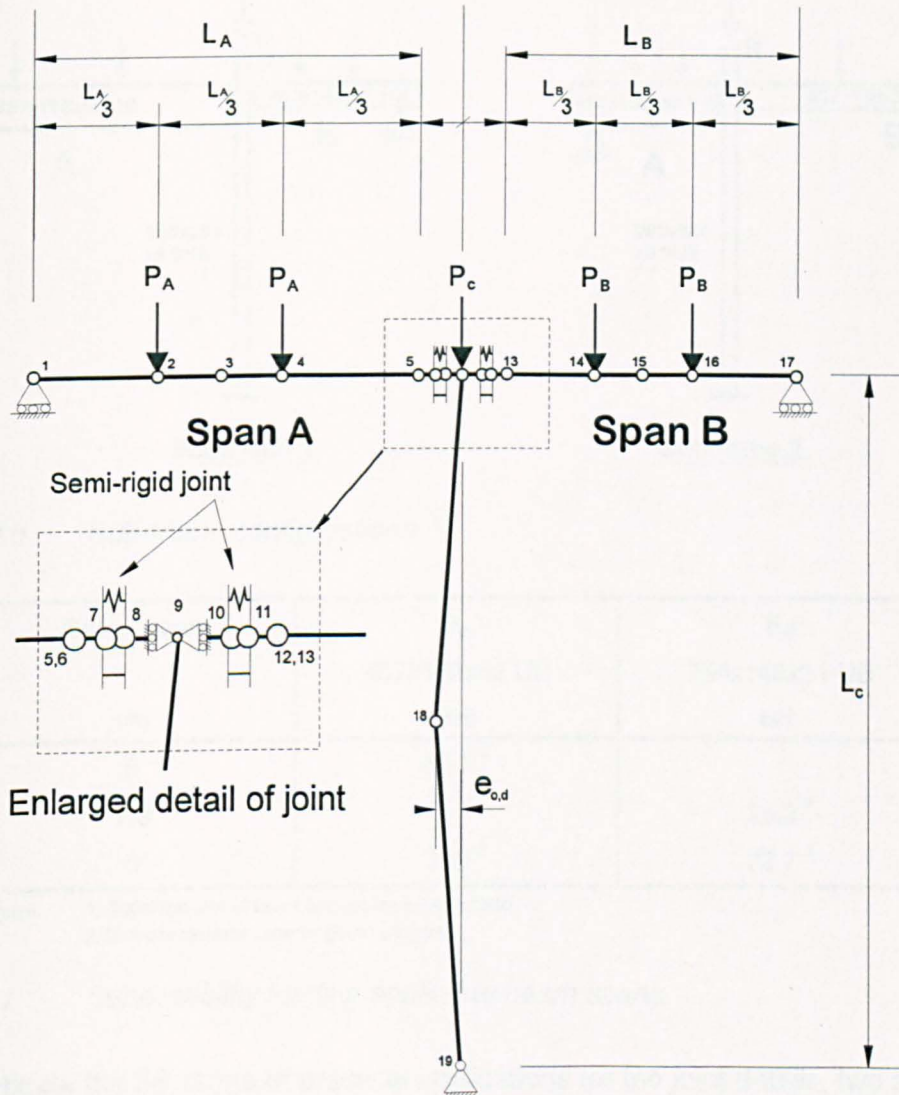 L_A L_B
L_A/3 L_A/3 L_A/3 L_B/3 L_B/3 L_B/3
P_A P_A P_c P_B P_B
1 2 3 4 5 13 14 15 16 17
Span A Span B
Semi-rigid joint
7 8 9 10 11
5,6 12,13
L_c
18
e_o,d
Enlarged detail of joint
19